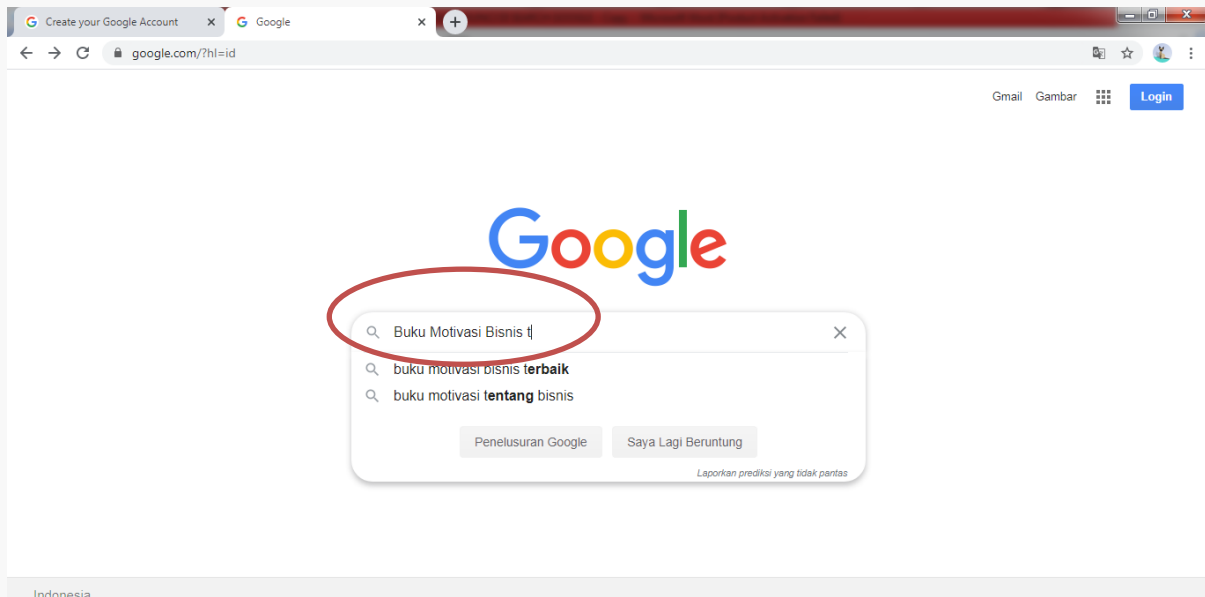 Create your Google Account
Google
google.com/?hl=id
Gmail Gambar Login
Google
Buku Motivasi Bisnis t
buku motivasi bisnis terbaik
buku motivasi tentang bisnis
Penelusuran Google Saya Lagi Beruntung
Laporkan prediksi yang tidak pantas
Indonesia